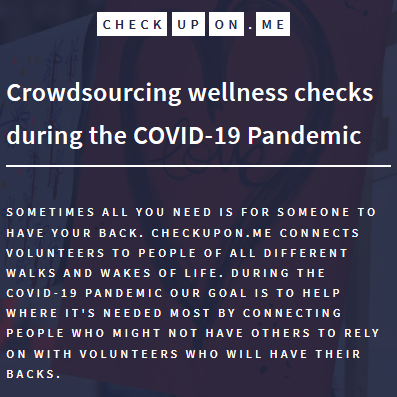 CHECK UP ON . ME
Crowdsourcing wellness checks
during the COVID-19 Pandemic
SOMETIMES ALL YOU NEED IS FOR SOMEONE TO
HAVE YOUR BACK. CHECKUPON.ME CONNECTS
VOLUNTEERS TO PEOPLE OF ALL DIFFERENT
WALKS AND WAKES OF LIFE. DURING THE
COVID-19 PANDEMIC OUR GOAL IS TO HELP
WHERE IT'S NEEDED MOST BY CONNECTING
PEOPLE WHO MIGHT NOT HAVE OTHERS TO RELY
ON WITH VOLUNTEERS WHO WILL HAVE THEIR
BACKS.